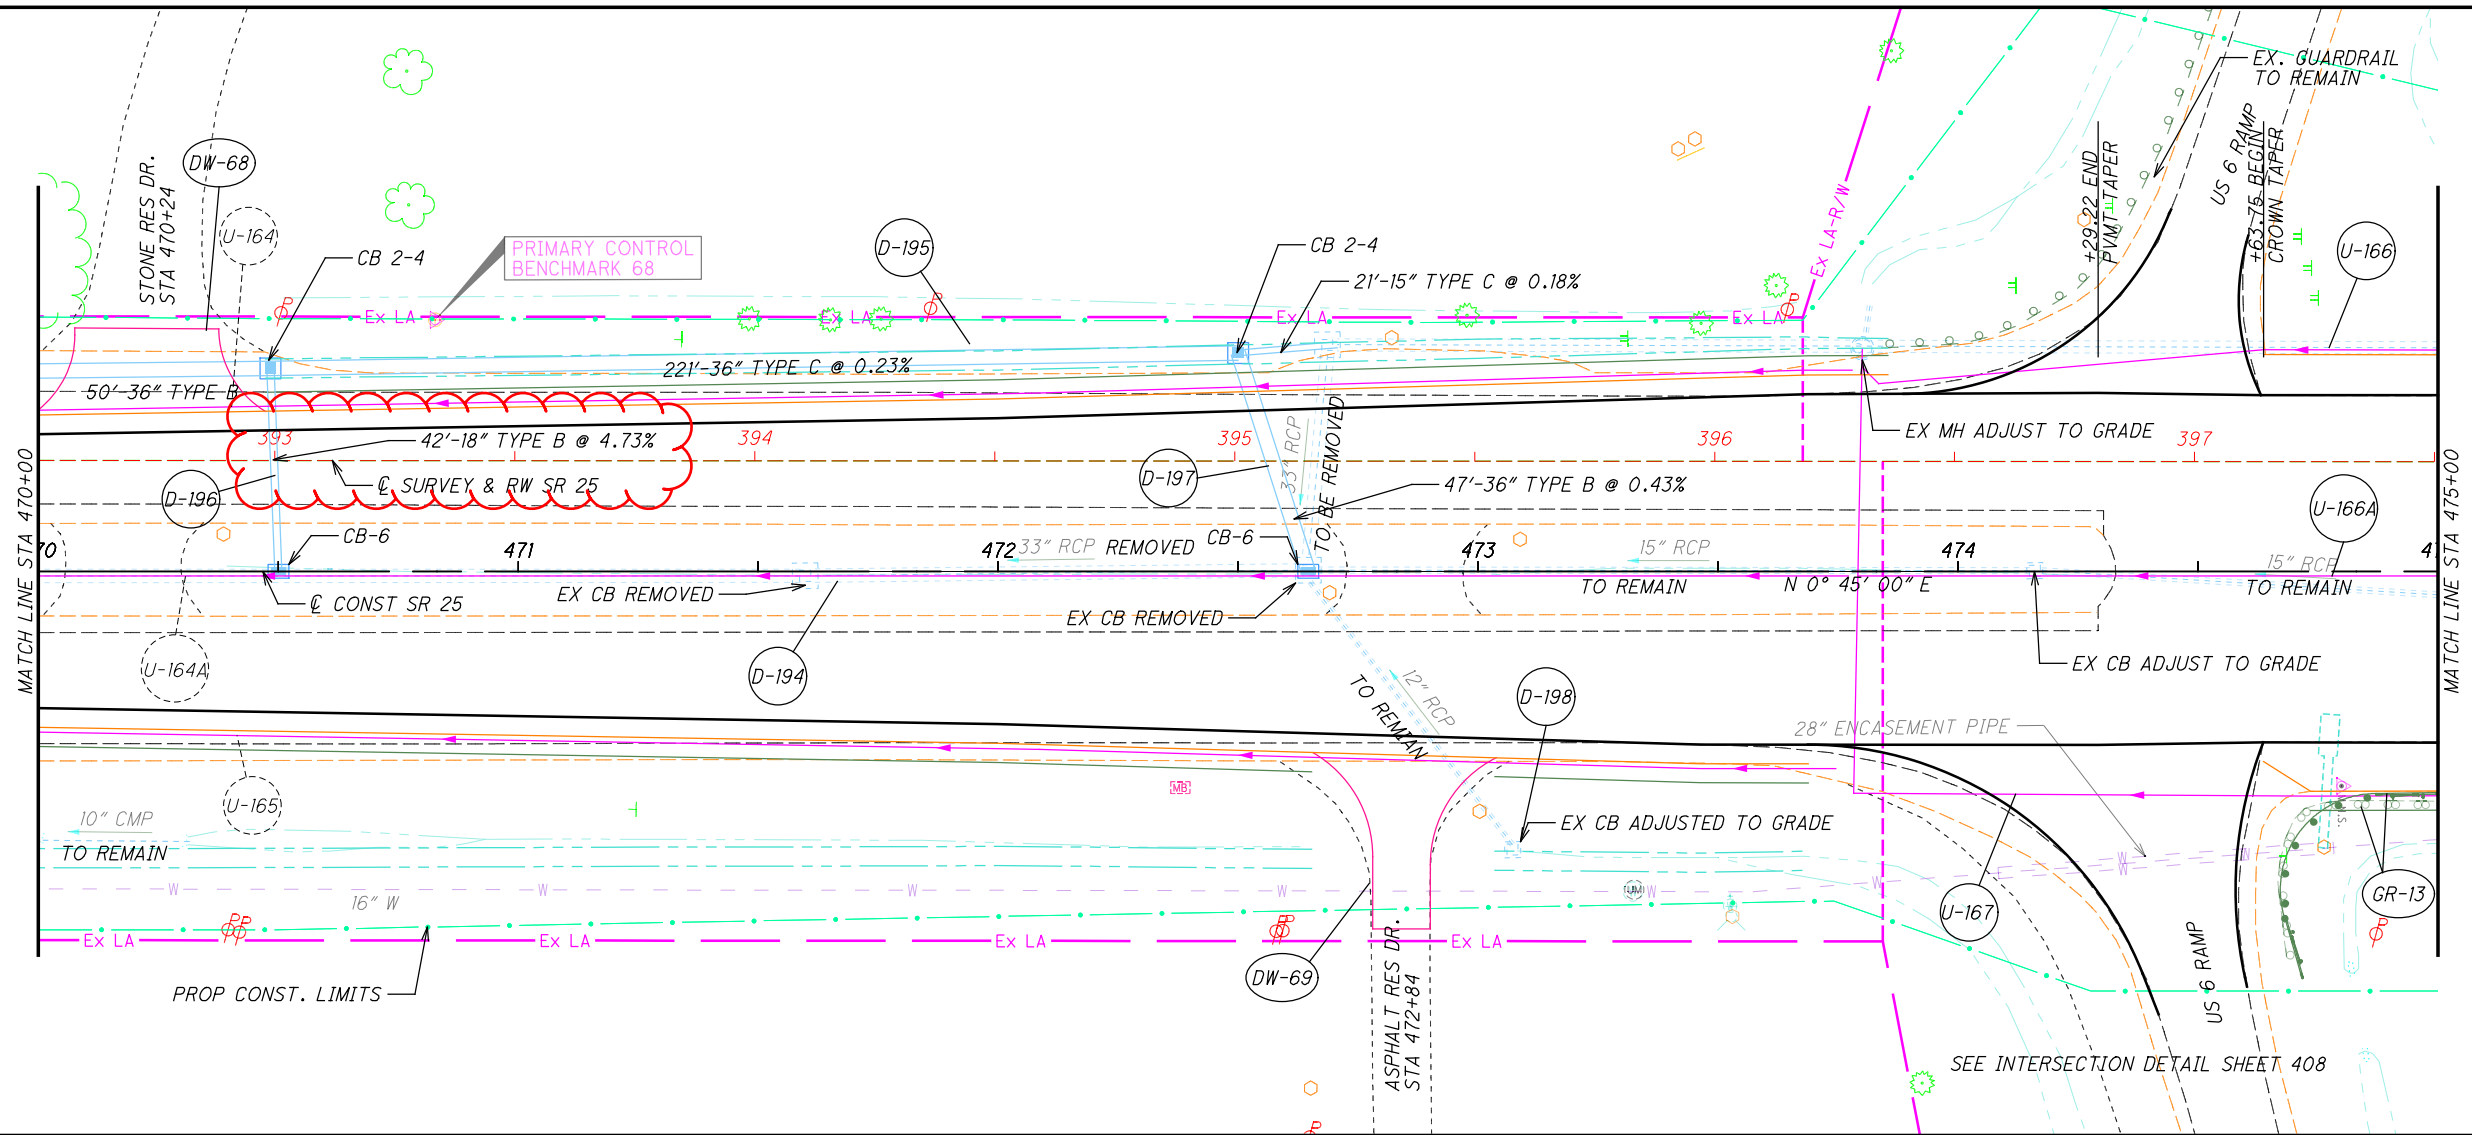 EX. GUARDRAIL
TO REMAIN
STONE RES DR.
STA 470+24
DW-68
U-164
CB 2-4
PRIMARY CONTROL
BENCHMARK 68
D-195
CB 2-4
21'-15" TYPE C @ 0.18%
Ex LA-R/W
+29.22 END
PVMT TAPER
US 6 RAMP
+63.75 BEGIN
CROWN TAPER
U-166
P
P
P
Ex LA
Ex LA
Ex LA
Ex LA
221'-36" TYPE C @ 0.23%
50'-36" TYPE B
393
394
395
396
397
42'-18" TYPE B @ 4.73%
33" RCP
TO BE REMOVED
EX MH ADJUST TO GRADE
MATCH LINE STA 470+00
MATCH LINE STA 475+00
D-196
℄ SURVEY & RW SR 25
D-197
47'-36" TYPE B @ 0.43%
U-166A
CB-6
70
471
472
33" RCP
REMOVED
CB-6
473
15" RCP
474
47
15" RCP
℄ CONST SR 25
EX CB REMOVED
EX CB REMOVED
TO REMAIN
N 0° 45' 00" E
TO REMAIN
U-164A
D-194
TO REMIAN
12" RCP
D-198
EX CB ADJUST TO GRADE
28" ENCASEMENT PIPE
U-165
MB
10" CMP
TO REMAIN
EX CB ADJUSTED TO GRADE
W
W
W
W
W
W
W
W
W
16" W
GR-13
U-167
P
P
P
P
P
Ex LA
Ex LA
Ex LA
Ex LA
DW-69
ASPHALT RES DR.
STA 472+84
US 6 RAMP
PROP CONST. LIMITS
SEE INTERSECTION DETAIL SHEET 408
P